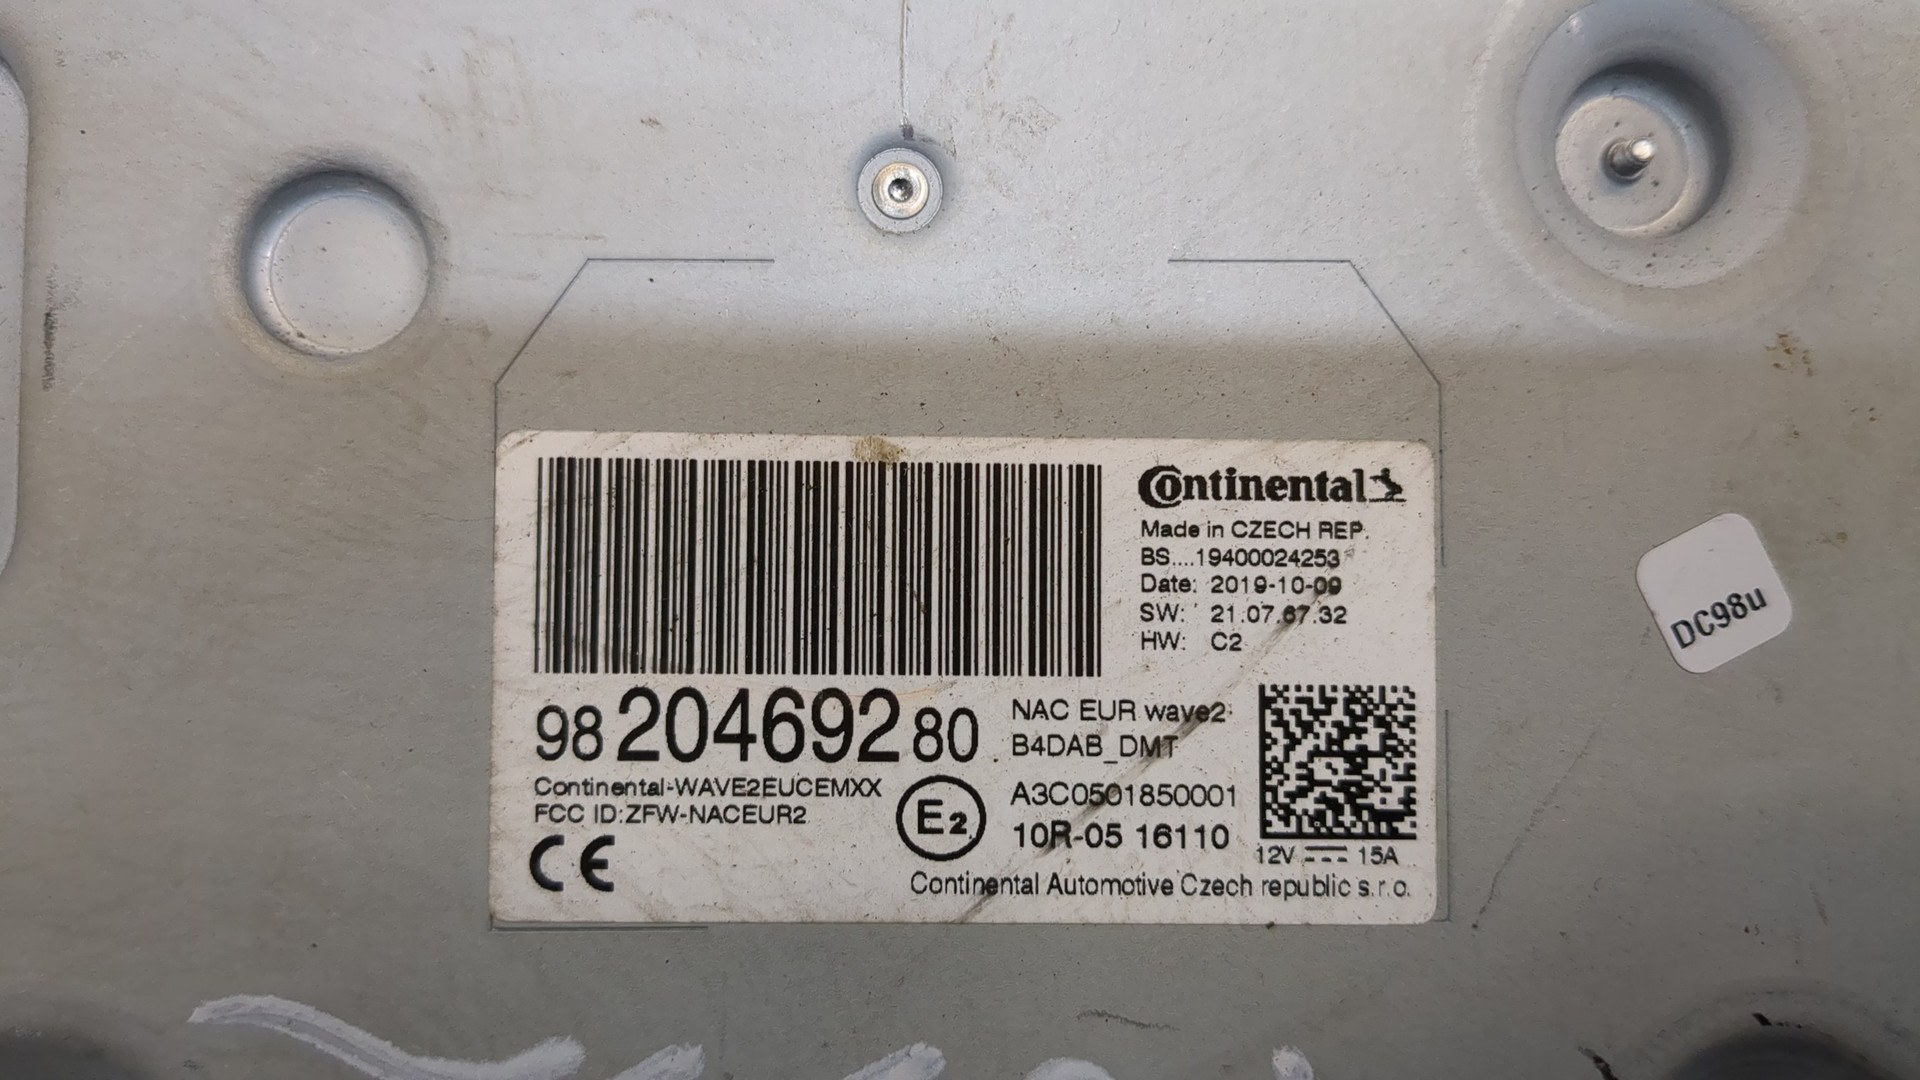 Continental
Made in CZECH REP.
BS....19400024253
Date: 2019-10-09
SW: 21.07.67.32
HW: C2
98 204692 80
NAC EUR wave2
B4DAB_DMT
Continental-WAVE2EUCEMXX
FCC ID:ZFW-NACEUR2
CE
E2
A3C0501850001
10R-05 16110
12V 15A
Continental Automotive Czech republic s.r.o.
DC98u